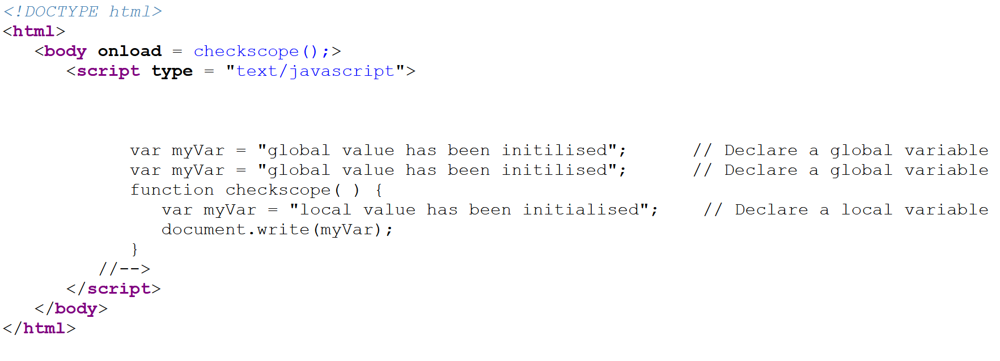 <!DOCTYPE html>
<html>
<body onload = checkscope();>
<script type = "text/javascript">
var myVar = "global value has been initilised"; // Declare a global variable
var myVar = "global value has been initilised"; // Declare a global variable
function checkscope( ) {
var myVar = "local value has been initialised"; // Declare a local variable
document.write(myVar);
}
//-->
</script>
</body>
</html>